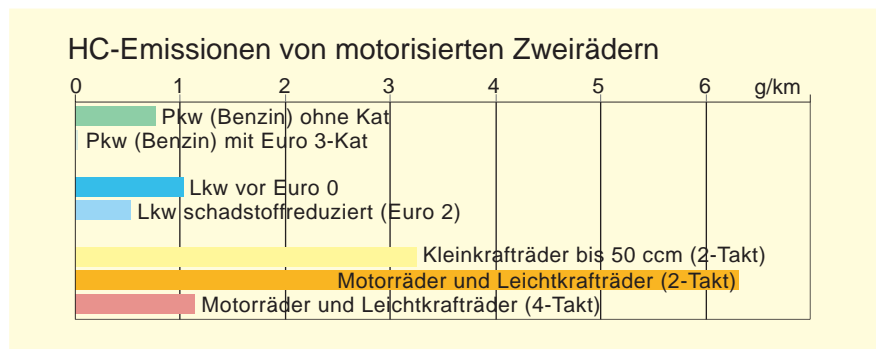 HC-Emissionen von motorisierten Zweirädern
0 1 2 3 4 5 6 g/km
Pkw (Benzin) ohne Kat
Pkw (Benzin) mit Euro 3-Kat
Lkw vor Euro 0
Lkw schadstoffreduziert (Euro 2)
Kleinkrafträder bis 50 ccm (2-Takt)
Motorräder und Leichtkrafträder (2-Takt)
Motorräder und Leichtkrafträder (4-Takt)